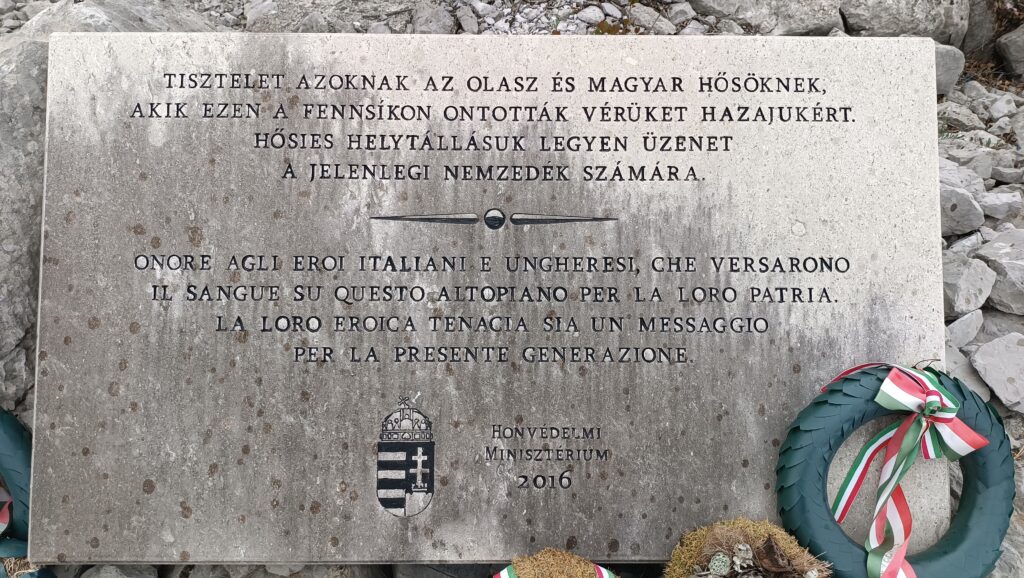 TISZTELET AZOKNAK AZ OLASZ ÉS MAGYAR HŐSÖKNEK,
AKIK EZEN A FENNSÍKON ONTOTTÁK VÉRÜKET HAZAJUKÉRT.
HŐSIES HELYTÁLLÁSUK LEGYEN ÜZENET
A JELENLEGI NEMZEDÉK SZÁMÁRA.
ONORE AGLI EROI ITALIANI E UNGHERESI, CHE VERSARONO
IL SANGUE SU QUESTO ALTOPIANO PER LA LORO PATRIA.
LA LORO EROICA TENACIA SIA UN MESSAGGIO
PER LA PRESENTE GENERAZIONE.
HONVÉDELMI
MINISZTÉRIUM
2016